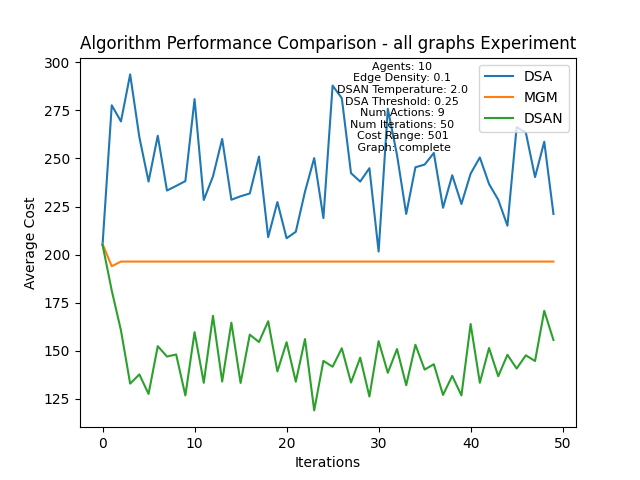 Algorithm Performance Comparison - all graphs Experiment
Agents: 10
Edge Density: 0.1
DSAN Temperature: 2.0
DSA Threshold: 0.25
Num Actions: 9
Num Iterations: 50
Cost Range: 501
Graph: complete
DSA
MGM
DSAN
Average Cost
300
275
250
225
200
175
150
125
0
10
20
30
40
50
Iterations